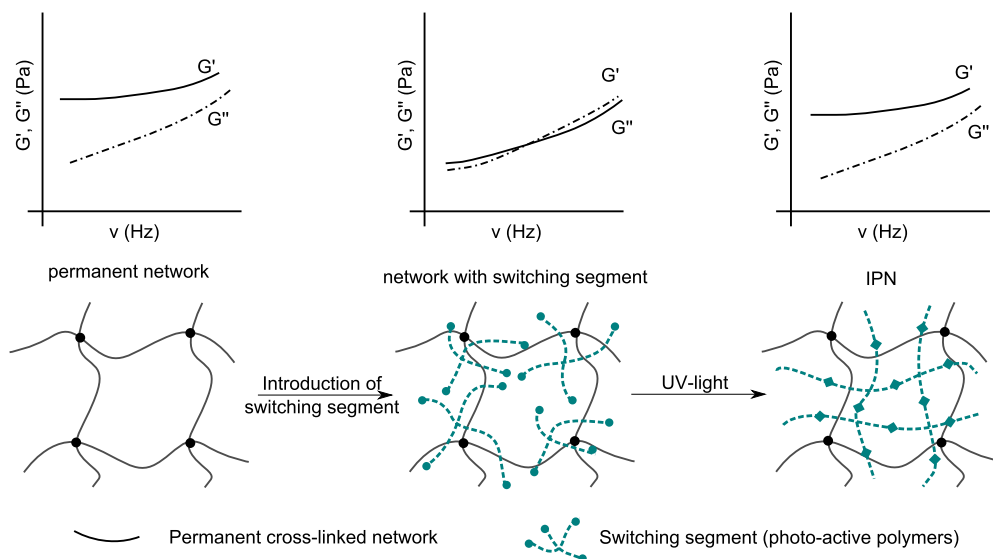 G', G" (Pa)
G'
G"
ν (Hz)
G', G" (Pa)
G'
G"
ν (Hz)
G', G" (Pa)
G'
G"
ν (Hz)
permanent network
network with switching segment
IPN
Introduction of
switching segment
UV-light
Permanent cross-linked network
Switching segment (photo-active polymers)